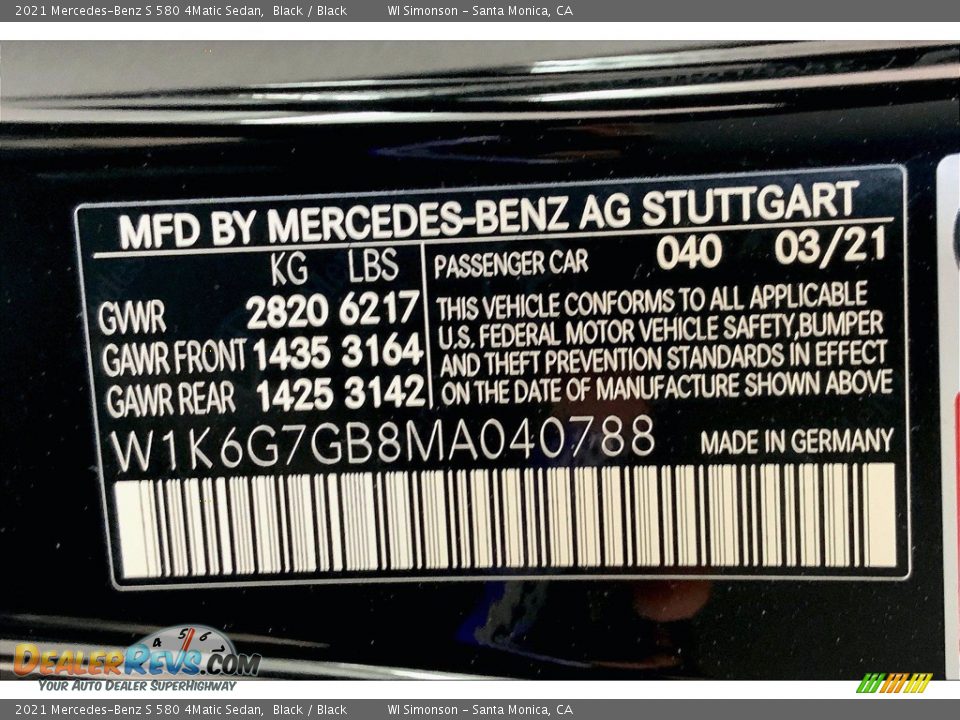 2021 Mercedes-Benz S 580 4Matic Sedan, Black / Black WI Simonson - Santa Monica, CA
MFD BY MERCEDES-BENZ AG STUTTGART
KG LBS
GVWR 2820 6217
GAWR FRONT 1435 3164
GAWR REAR 1425 3142
PASSENGER CAR 040 03/21
THIS VEHICLE CONFORMS TO ALL APPLICABLE
U.S. FEDERAL MOTOR VEHICLE SAFETY,BUMPER
AND THEFT PREVENTION STANDARDS IN EFFECT
ON THE DATE OF MANUFACTURE SHOWN ABOVE
W1K6G7GB8MA040788 MADE IN GERMANY
4 5 6
DEALERREVS.COM
YOUR AUTO DEALER SUPERHIGHWAY
2021 Mercedes-Benz S 580 4Matic Sedan, Black / Black WI Simonson - Santa Monica, CA